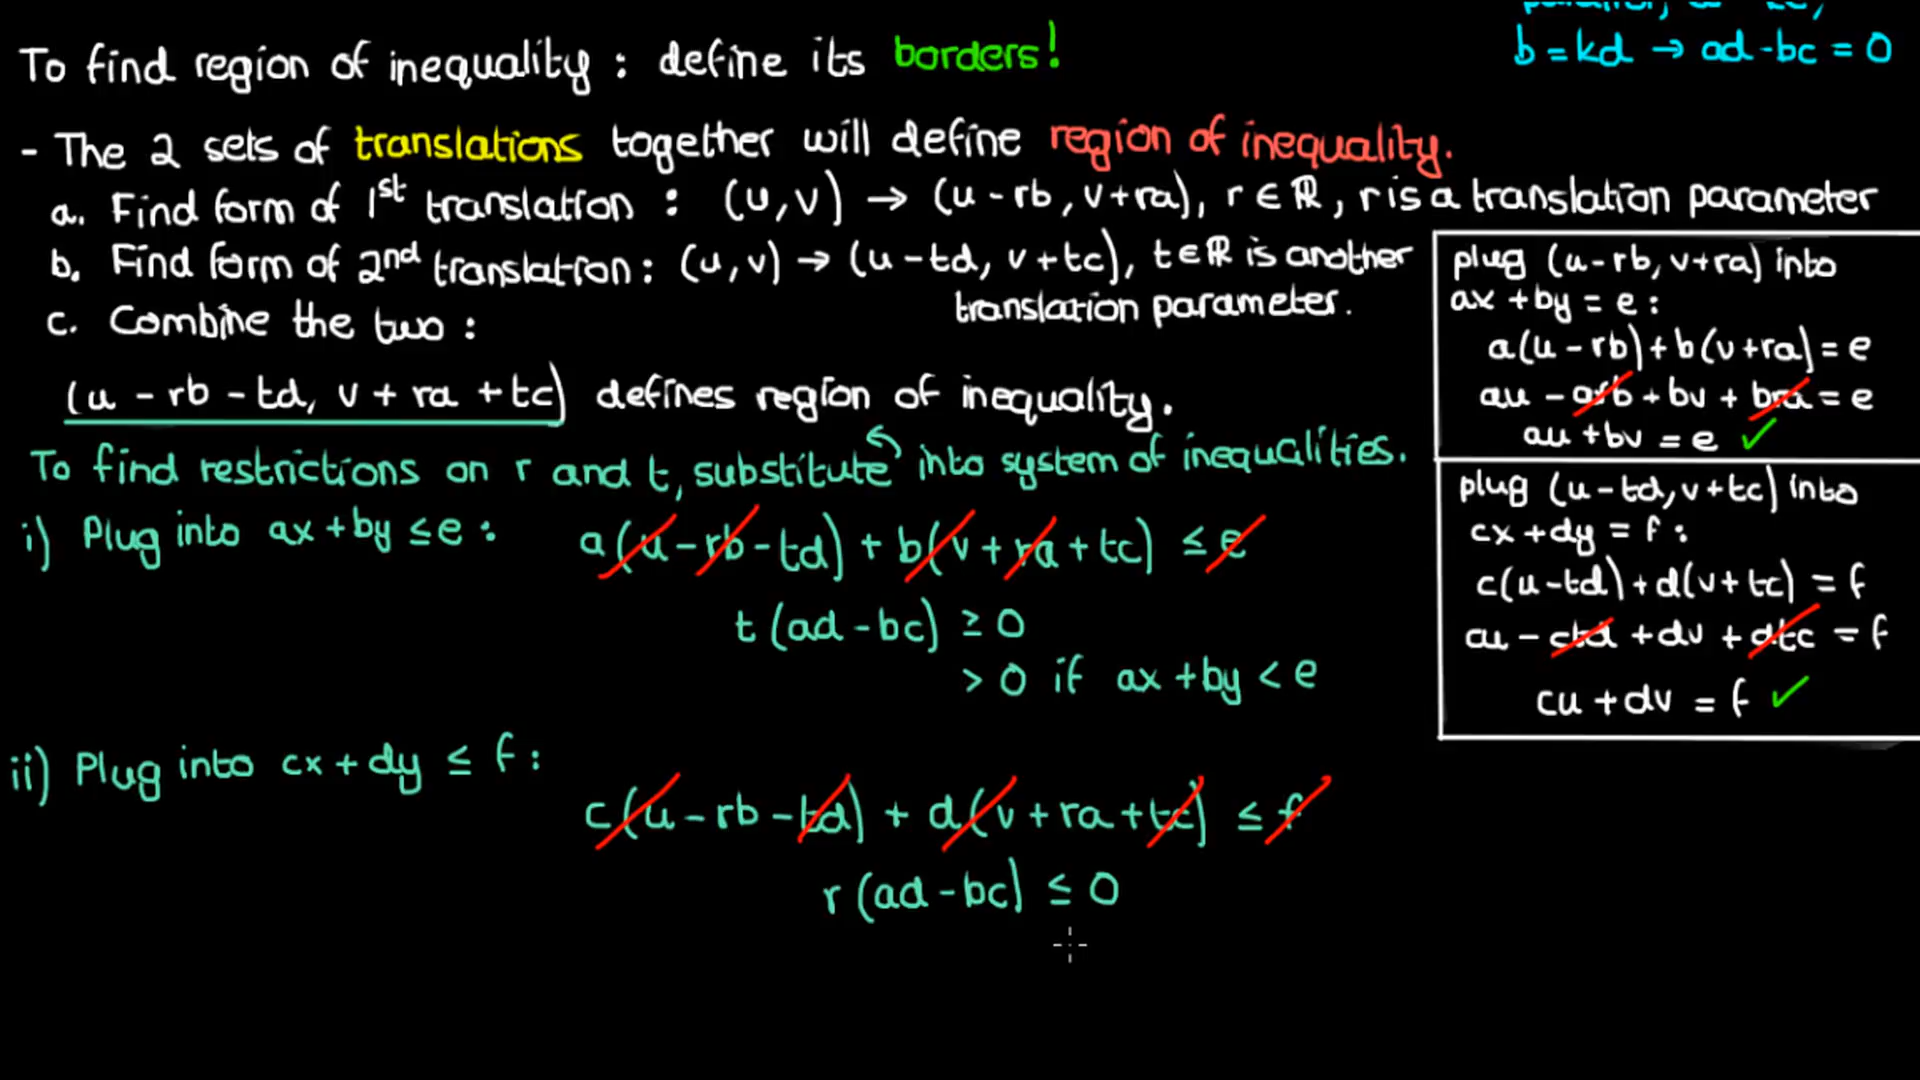 b = kd → ad - bc = 0
To find region of inequality : define its borders!
- The 2 sets of translations together will define region of inequality.
a. Find form of 1st translation : (u, v) → (u - rb, v + ra), r ∈ ℝ, r is a translation parameter
b. Find form of 2nd translation : (u, v) → (u - td, v + tc), t ∈ ℝ is another
translation parameter.
c. Combine the two :
(u - rb - td, v + ra + tc) defines region of inequality.
To find restrictions on r and t, substitute into system of inequalities.
i) Plug into ax + by ≤ e : a(u - rb - td) + b(v + ra + tc) ≤ e
t(ad - bc) ≥ 0
> 0 if ax + by < e
ii) Plug into cx + dy ≤ f :
c(u - rb - td) + d(v + ra + tc) ≤ f
r(ad - bc) ≤ 0
plug (u - rb, v + ra) into
ax + by = e :
a(u - rb) + b(v + ra) = e
au - arb + bv + bra = e
au + bv = e ✓
plug (u - td, v + tc) into
cx + dy = f :
c(u - td) + d(v + tc) = f
cu - ctd + dv + dtc = f
cu + dv = f ✓